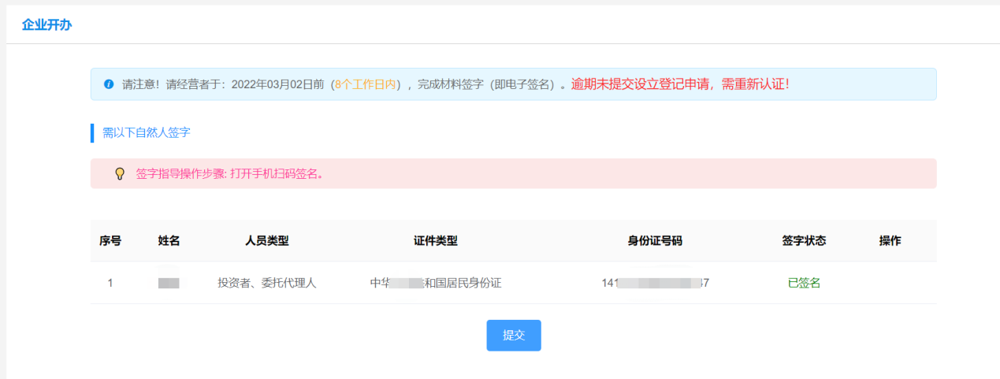 企业开办
请注意！请经营者于：2022年03月02日前（8个工作日内），完成材料签字（即电子签名）。逾期未提交设立登记申请，需重新认证！
需以下自然人签字
签字指导操作步骤: 打开手机扫码签名。
序号 姓名 人员类型 证件类型 身份证号码 签字状态 操作
1 投资者、委托代理人 中华 和国居民身份证 141 47 已签名
提交